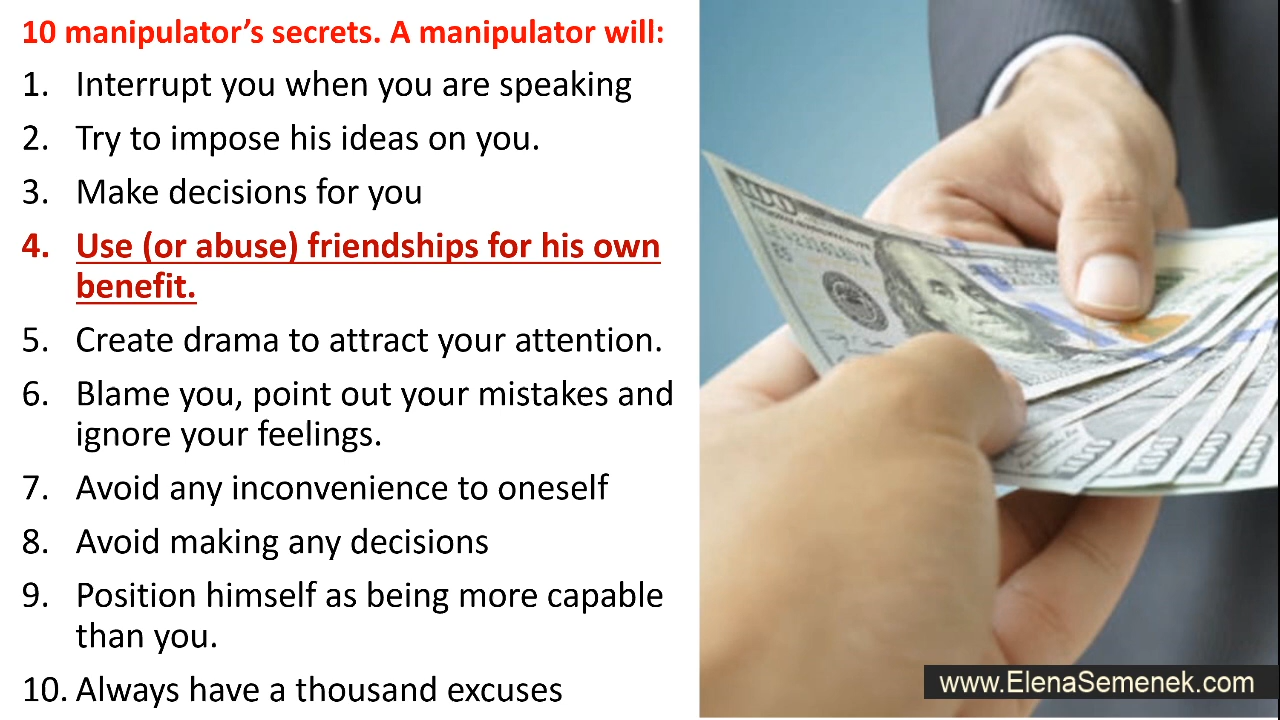 10 manipulator’s secrets. A manipulator will:
1. Interrupt you when you are speaking
2. Try to impose his ideas on you.
3. Make decisions for you
4. Use (or abuse) friendships for his own
benefit.
5. Create drama to attract your attention.
6. Blame you, point out your mistakes and
ignore your feelings.
7. Avoid any inconvenience to oneself
8. Avoid making any decisions
9. Position himself as being more capable
than you.
10. Always have a thousand excuses
100
100
100
100
www.ElenaSemenek.com